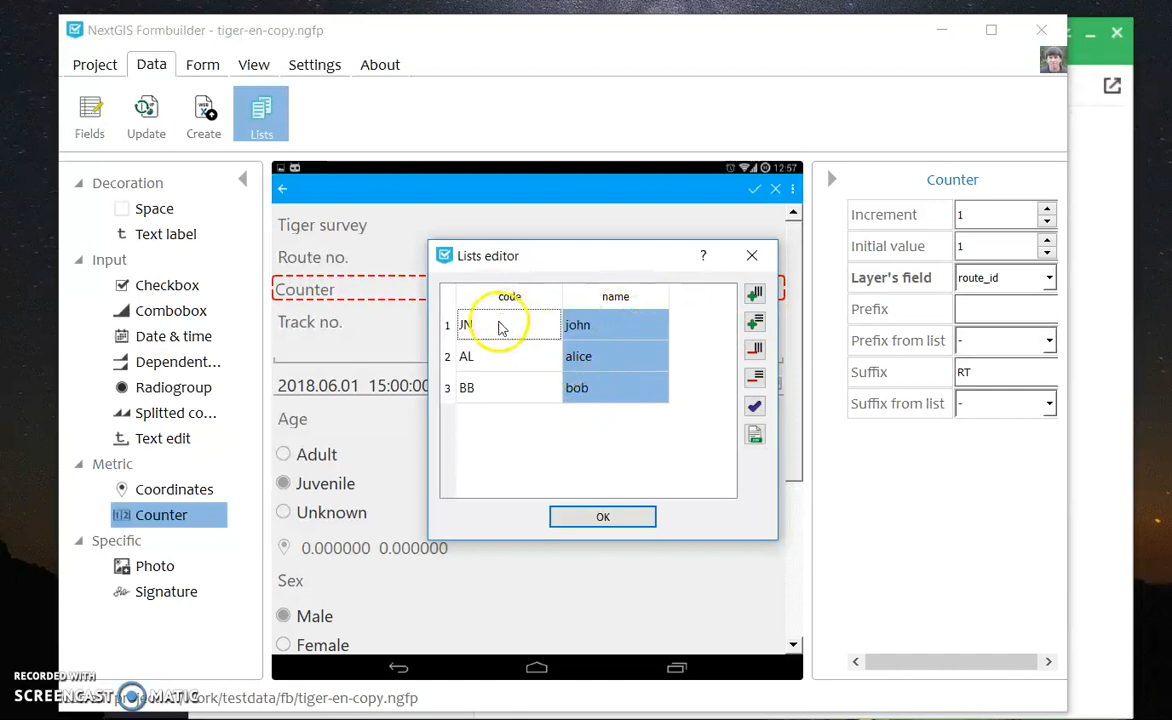 NextGIS Formbuilder - tiger-en-copy.ngfp
Project Data Form View Settings About
Fields Update Create Lists
Decoration
Space
Text label
Input
Checkbox
Combobox
Date & time
Dependent...
Radiogroup
Splitted co...
Text edit
Metric
Coordinates
Counter
Specific
Photo
Signature
12:57
Tiger survey
Route no.
Counter
Track no.
2018.06.01 15:00:00
Age
Adult
Juvenile
Unknown
0.000000 0.000000
Sex
Male
Female
Lists editor
?
code name
1 JN john
2 AL alice
3 BB bob
OK
Counter
Increment 1
Initial value 1
Layer's field route_id
Prefix
Prefix from list -
Suffix RT
Suffix from list -
RECORDED WITH
SCREENCAST MATIC
/work/testdata/fb/tiger-en-copy.ngfp